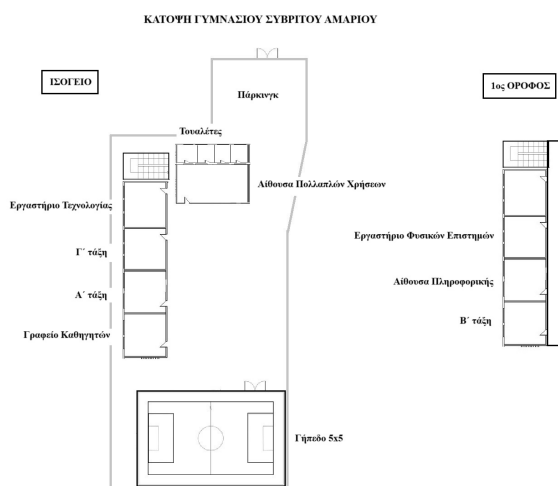 ΚΑΤΟΨΗ ΓΥΜΝΑΣΙΟΥ ΣΥΒΡΙΤΟΥ ΑΜΑΡΙΟΥ
ΙΣΟΓΕΙΟ
1ος ΟΡΟΦΟΣ
Πάρκινγκ
Τουαλέτες
Αίθουσα Πολλαπλών Χρήσεων
Εργαστήριο Τεχνολογίας
Γ΄ τάξη
Α΄ τάξη
Γραφείο Καθηγητών
Γήπεδο 5x5
Εργαστήριο Φυσικών Επιστημών
Αίθουσα Πληροφορικής
Β΄ τάξη